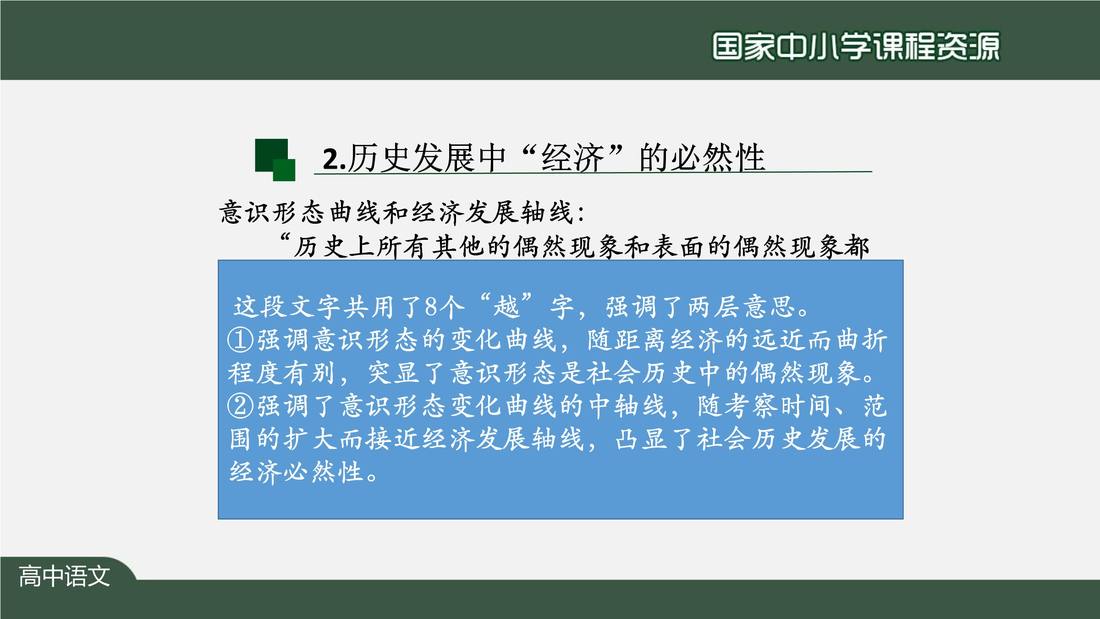 国家中小学课程资源
2.历史发展中“经济”的必然性
意识形态曲线和经济发展轴线：
“历史上所有其他的偶然现象和表面的偶然现象都
这段文字共用了8个“越”字，强调了两层意思。
①强调意识形态的变化曲线，随距离经济的远近而曲折
程度有别，突显了意识形态是社会历史中的偶然现象。
②强调了意识形态变化曲线的中轴线，随考察时间、范
围的扩大而接近经济发展轴线，凸显了社会历史发展的
经济必然性。
高中语文